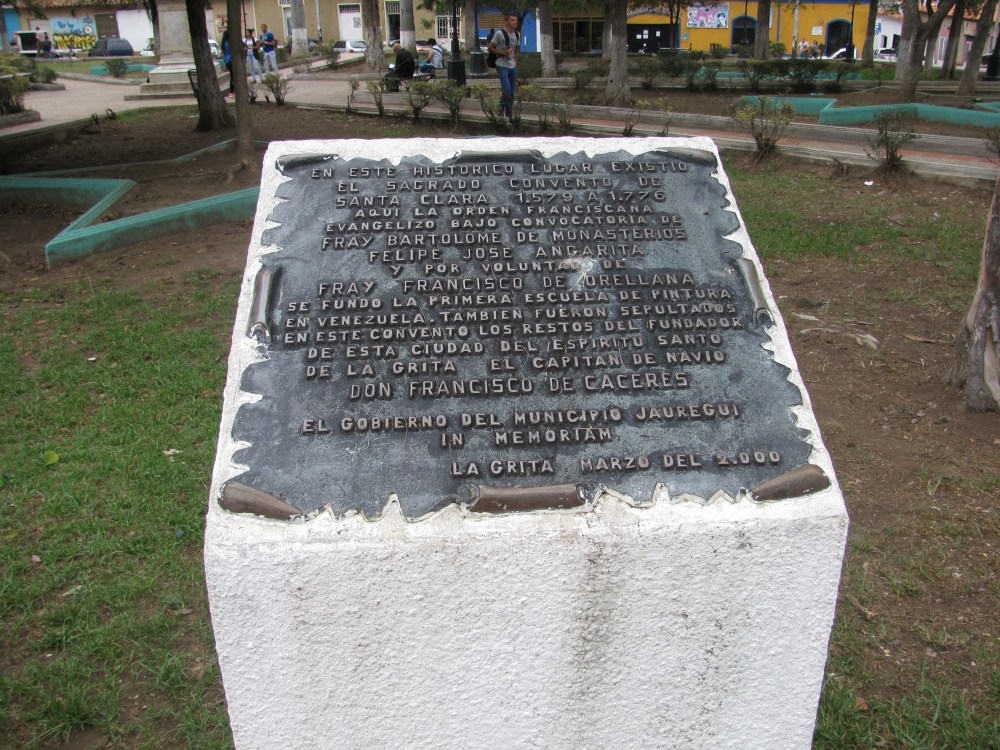 EN ESTE HISTORICO LUGAR EXISTIO
EL SAGRADO CONVENTO DE
SANTA CLARA 1.579 A 1.776
AQUI LA ORDEN FRANCISCANA
EVANGELIZO BAJO CONVOCATORIA DE
FRAY BARTOLOME DE MONASTERIOS
FELIPE JOSE ANGARITA
Y POR VOLUNTAD DE
FRAY FRANCISCO DE ORELLANA
SE FUNDO LA PRIMERA ESCUELA DE PINTURA
EN VENEZUELA. TAMBIEN FUERON SEPULTADOS
EN ESTE CONVENTO LOS RESTOS DEL FUNDADOR
DE ESTA CIUDAD DEL ESPIRITU SANTO
DE LA GRITA EL CAPITAN DE NAVIO
DON FRANCISCO DE CACERES
EL GOBIERNO DEL MUNICIPIO JAUREGUI
IN MEMORIAM
LA GRITA MARZO DEL 2.000